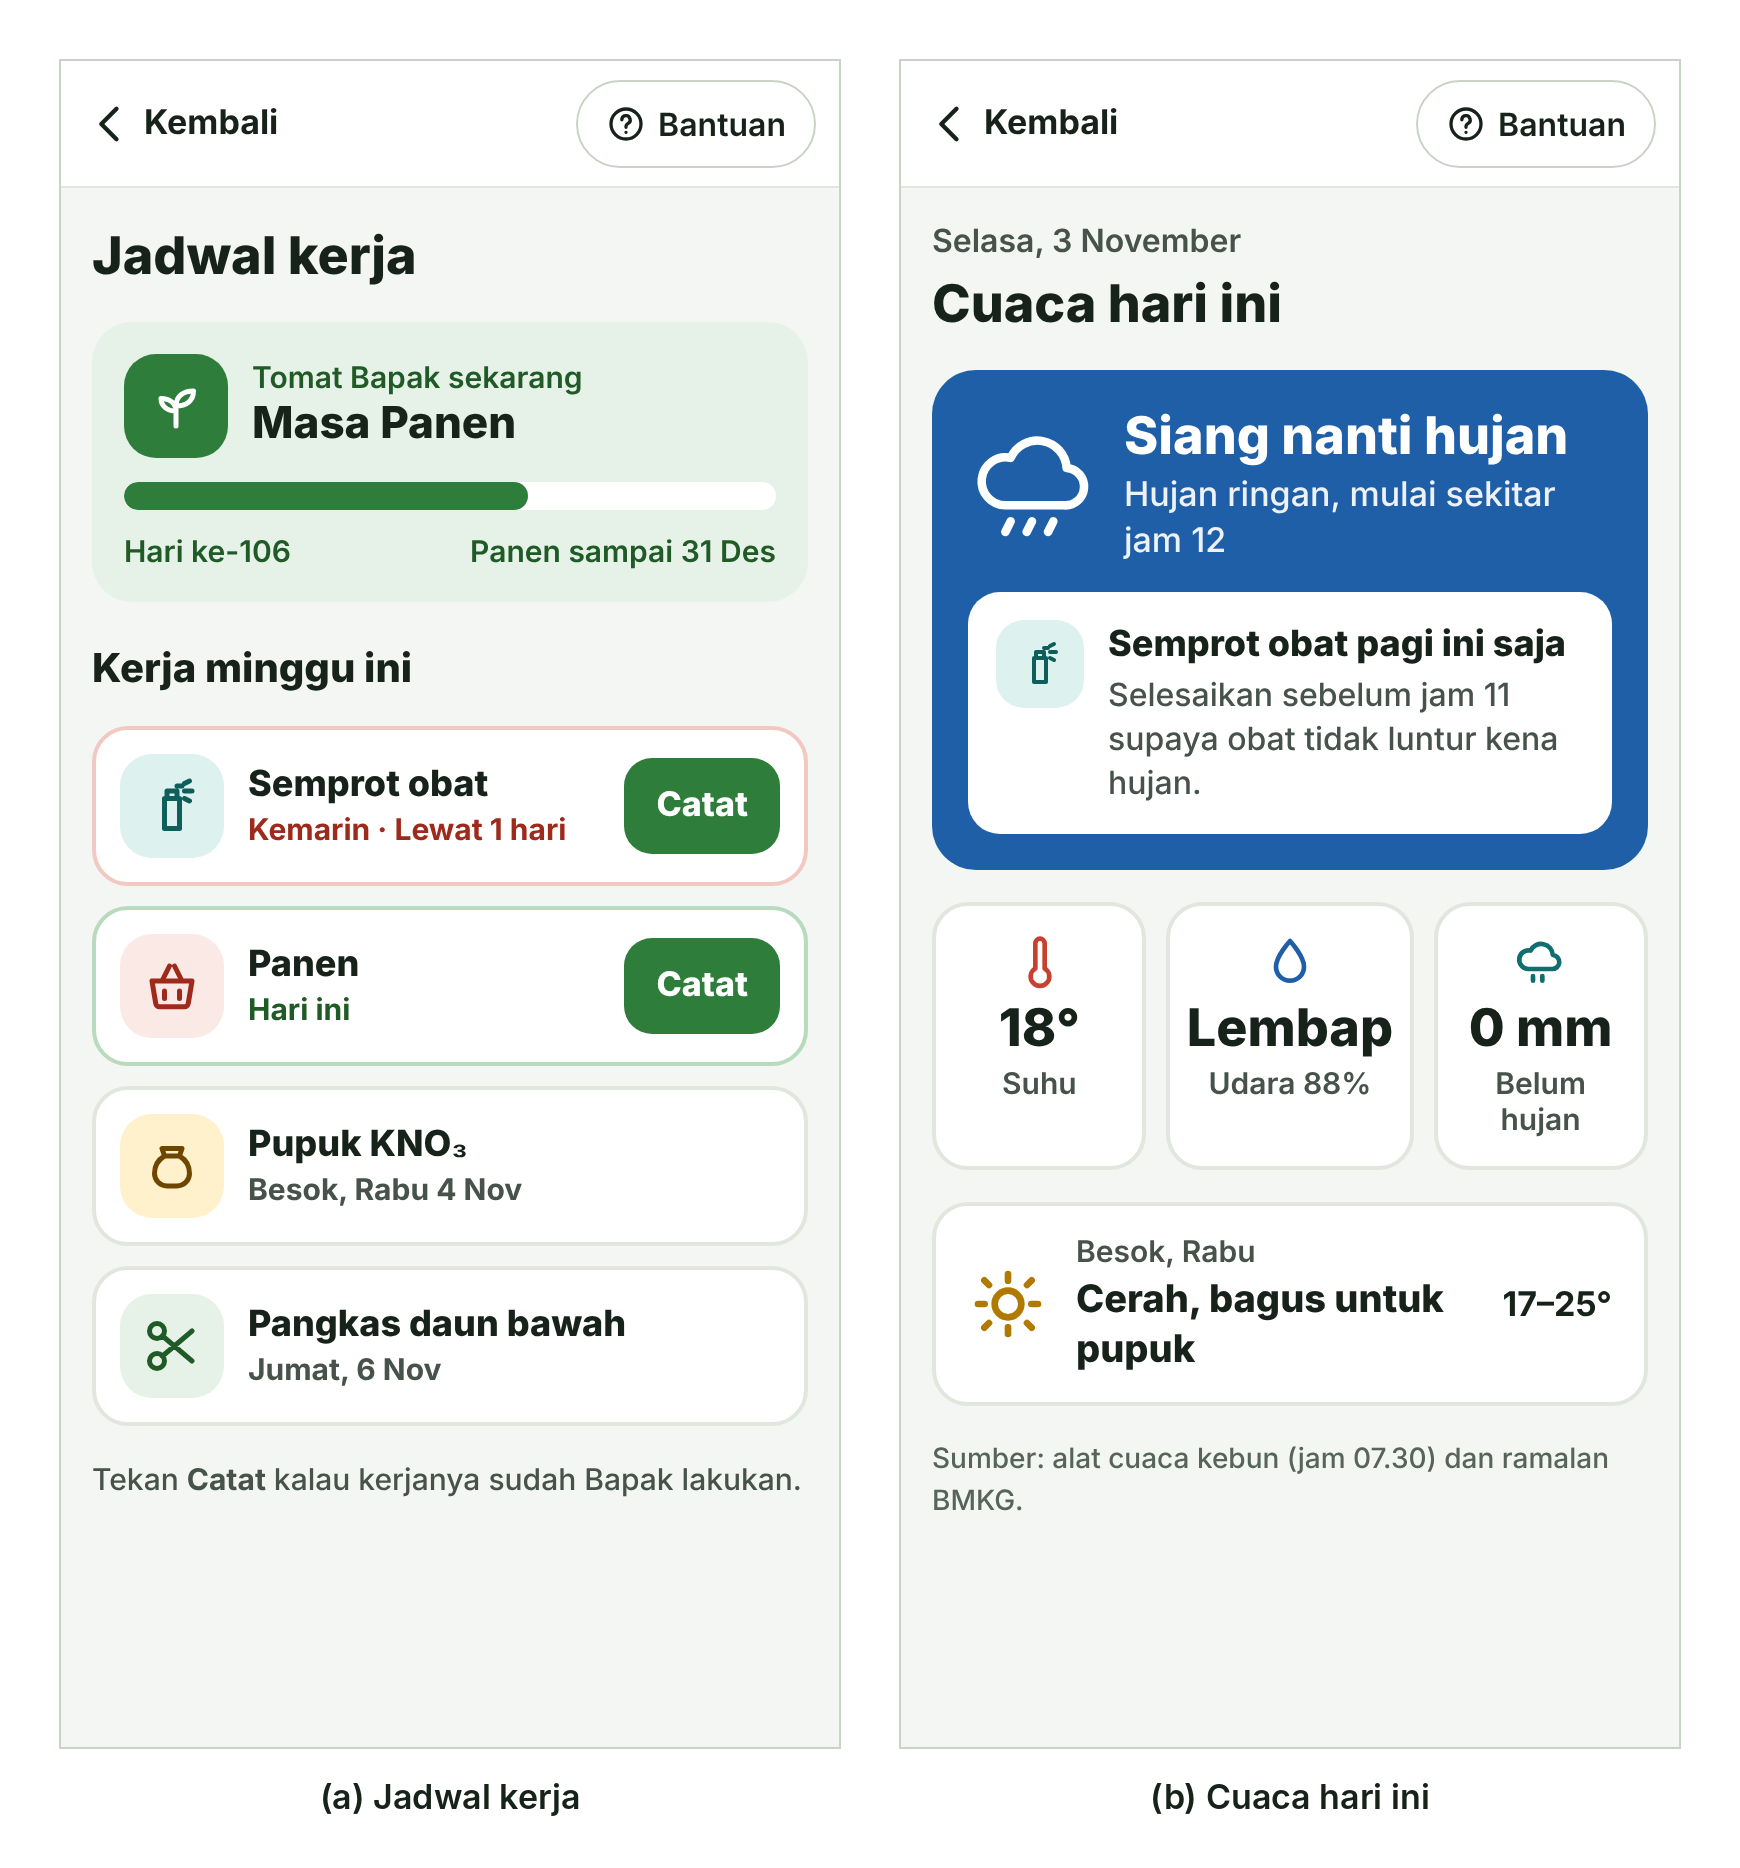 Kembali
Bantuan
Jadwal kerja
Tomat Bapak sekarang
Masa Panen
Hari ke-106
Panen sampai 31 Des
Kerja minggu ini
Semprot obat
Kemarin · Lewat 1 hari
Catat
Panen
Hari ini
Catat
Pupuk KNO₃
Besok, Rabu 4 Nov
Pangkas daun bawah
Jumat, 6 Nov
Tekan Catat kalau kerjanya sudah Bapak lakukan.
(a) Jadwal kerja
Kembali
Bantuan
Selasa, 3 November
Cuaca hari ini
Siang nanti hujan
Hujan ringan, mulai sekitar
jam 12
Semprot obat pagi ini saja
Selesaikan sebelum jam 11
supaya obat tidak luntur kena
hujan.
18°
Suhu
Lembap
Udara 88%
0 mm
Belum
hujan
Besok, Rabu
Cerah, bagus untuk
pupuk
17–25°
Sumber: alat cuaca kebun (jam 07.30) dan ramalan
BMKG.
(b) Cuaca hari ini